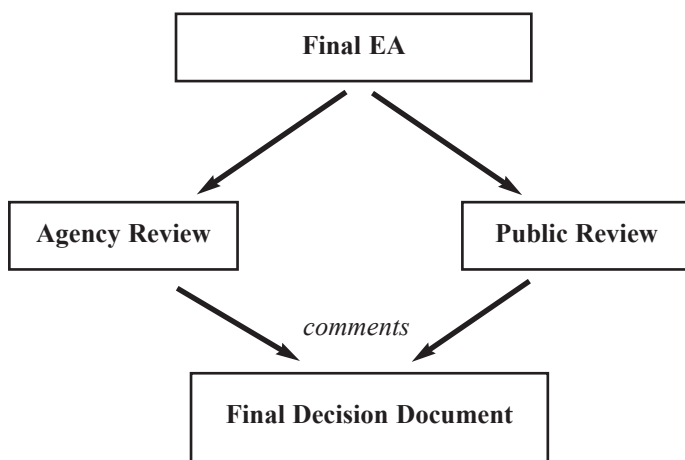 Final EA
Agency Review
Public Review
comments
Final Decision Document